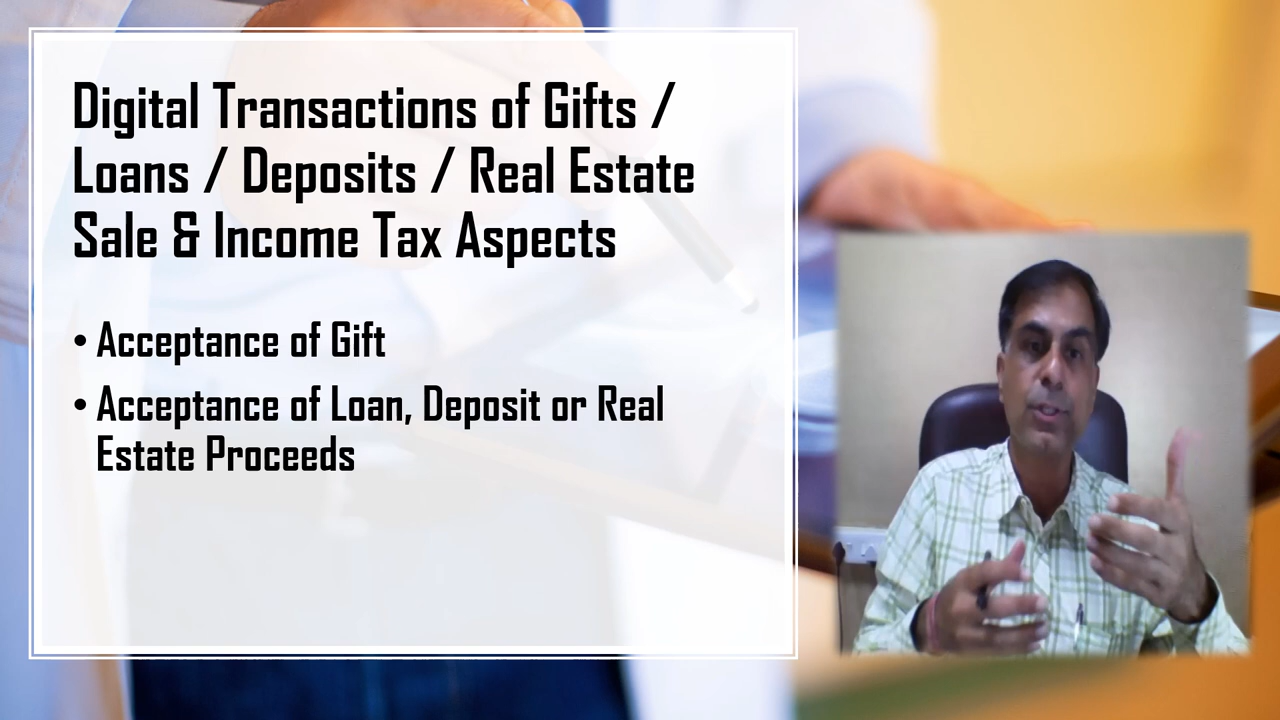 Digital Transactions of Gifts /
Loans / Deposits / Real Estate
Sale & Income Tax Aspects
• Acceptance of Gift
• Acceptance of Loan, Deposit or Real
Estate Proceeds